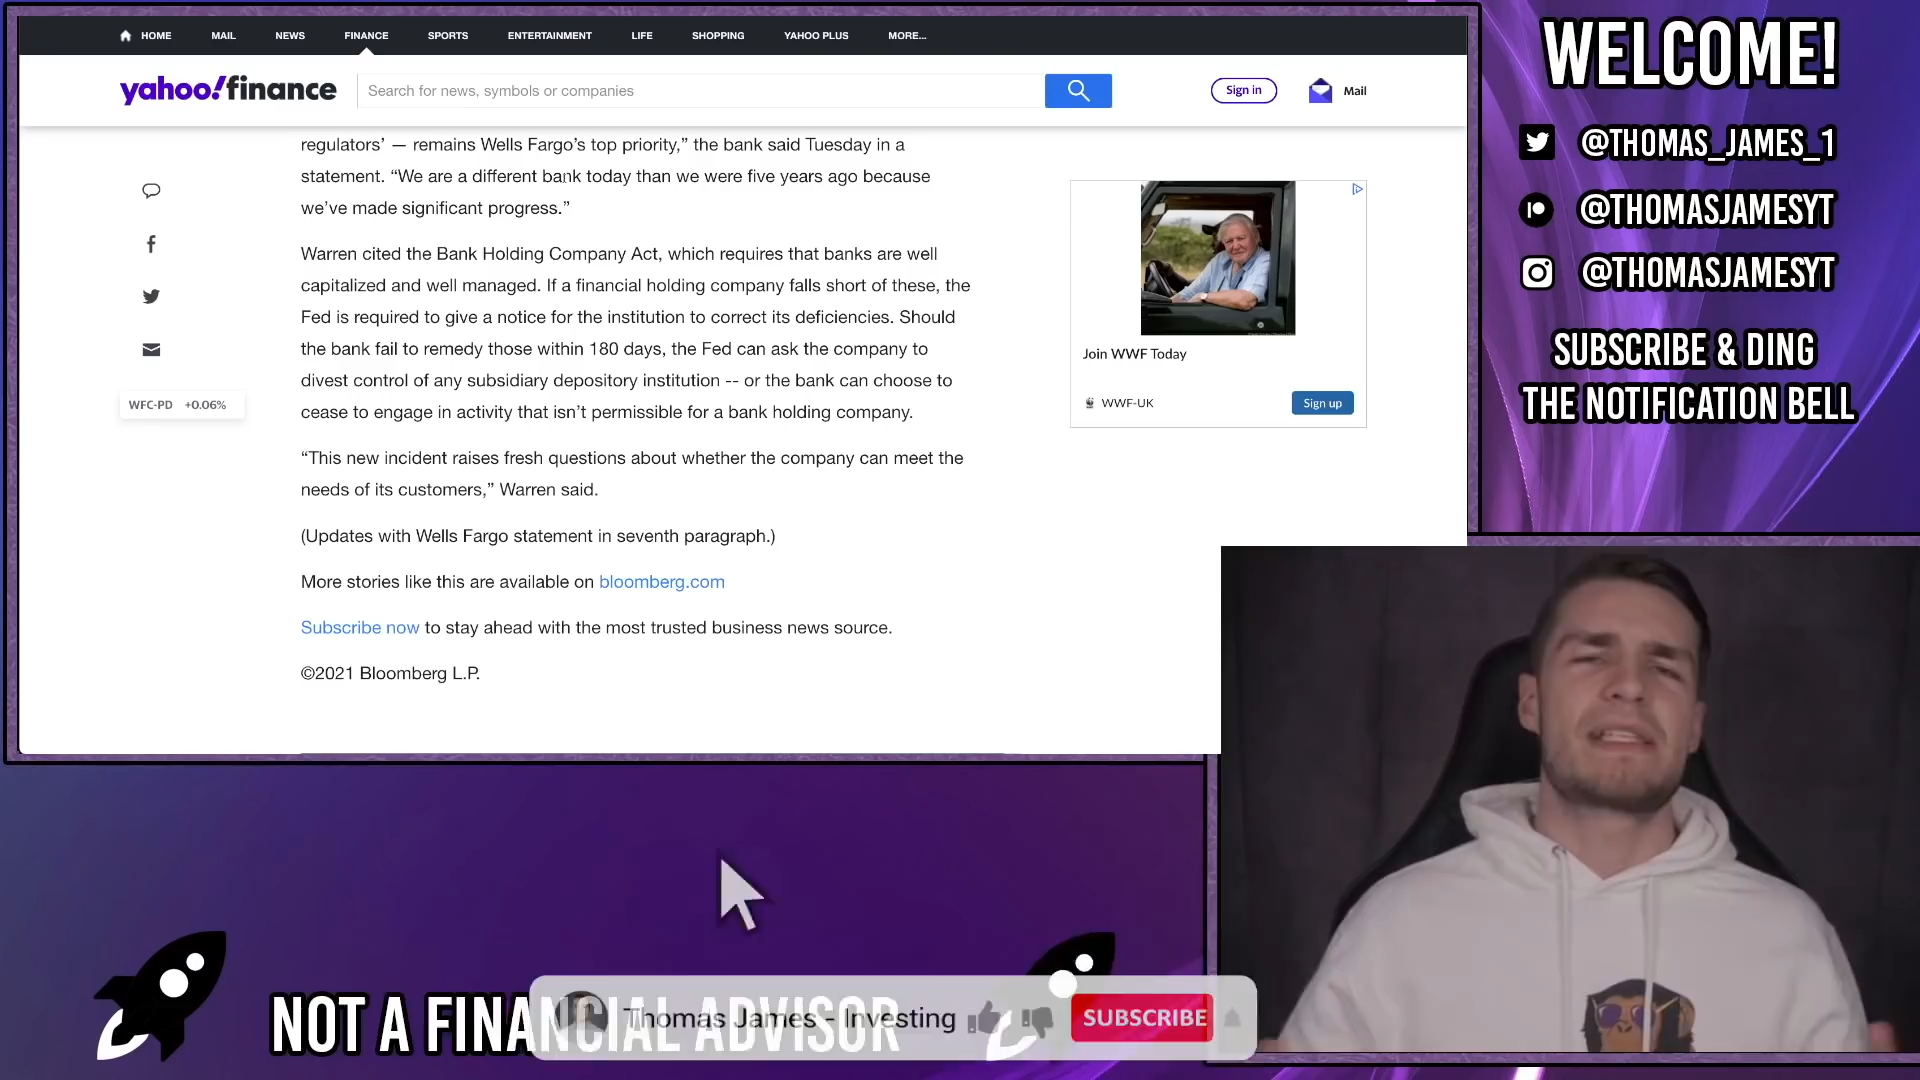 HOME MAIL NEWS FINANCE SPORTS ENTERTAINMENT LIFE SHOPPING YAHOO PLUS MORE...
yahoo!finance
Search for news, symbols or companies
Sign in
Mail
regulators’ — remains Wells Fargo’s top priority,” the bank said Tuesday in a
statement. “We are a different bank today than we were five years ago because
we’ve made significant progress.”
Warren cited the Bank Holding Company Act, which requires that banks are well
capitalized and well managed. If a financial holding company falls short of these, the
Fed is required to give a notice for the institution to correct its deficiencies. Should
the bank fail to remedy those within 180 days, the Fed can ask the company to
divest control of any subsidiary depository institution -- or the bank can choose to
cease to engage in activity that isn’t permissible for a bank holding company.
“This new incident raises fresh questions about whether the company can meet the
needs of its customers,” Warren said.
(Updates with Wells Fargo statement in seventh paragraph.)
More stories like this are available on bloomberg.com
Subscribe now to stay ahead with the most trusted business news source.
©2021 Bloomberg L.P.
WFC-PD +0.06%
Join WWF Today
WWF-UK
Sign up
WELCOME!
@THOMAS_JAMES_1
@THOMASJAMESYT
@THOMASJAMESYT
SUBSCRIBE & DING
THE NOTIFICATION BELL
NOT A FINANCIAL ADVISOR
Thomas James - Investing
SUBSCRIBE